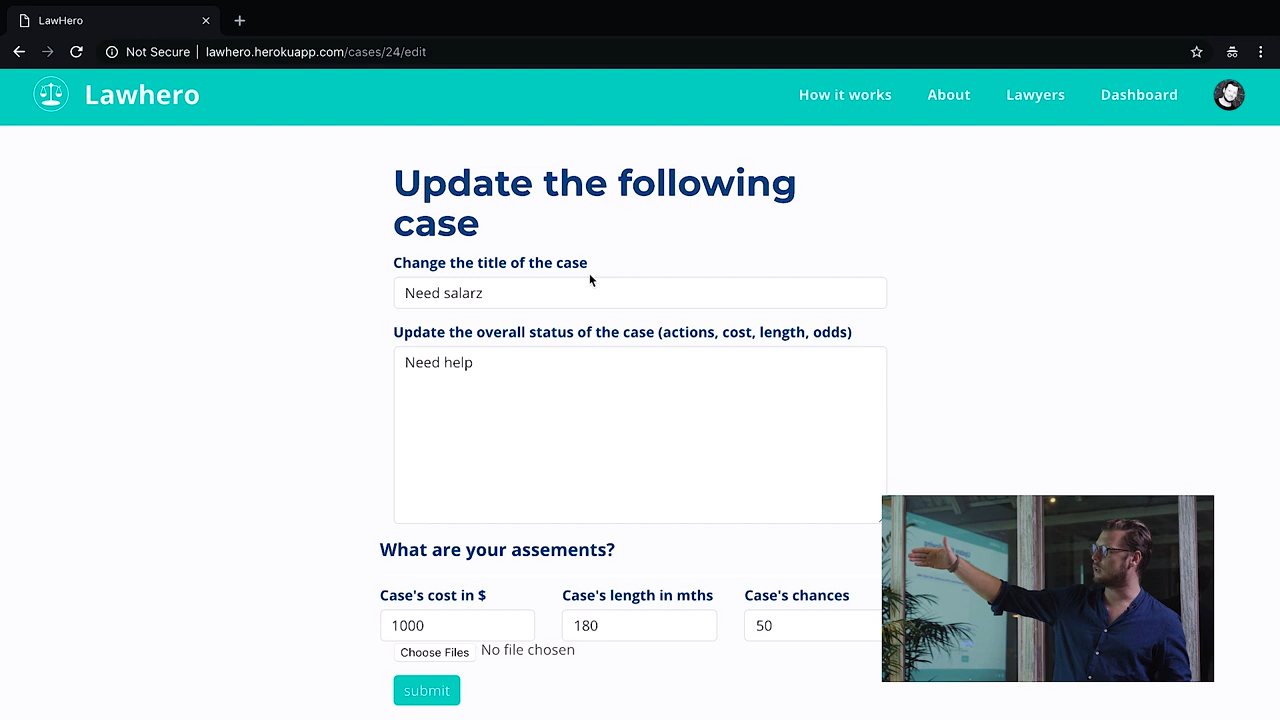 LawHero
Not Secure | lawhero.herokuapp.com/cases/24/edit
Lawhero
How it works
About
Lawyers
Dashboard
Update the following
case
Change the title of the case
Need salarz
Update the overall status of the case (actions, cost, length, odds)
Need help
What are your assements?
Case's cost in $
Case's length in mths
Case's chances
1000
180
50
Choose Files
No file chosen
submit